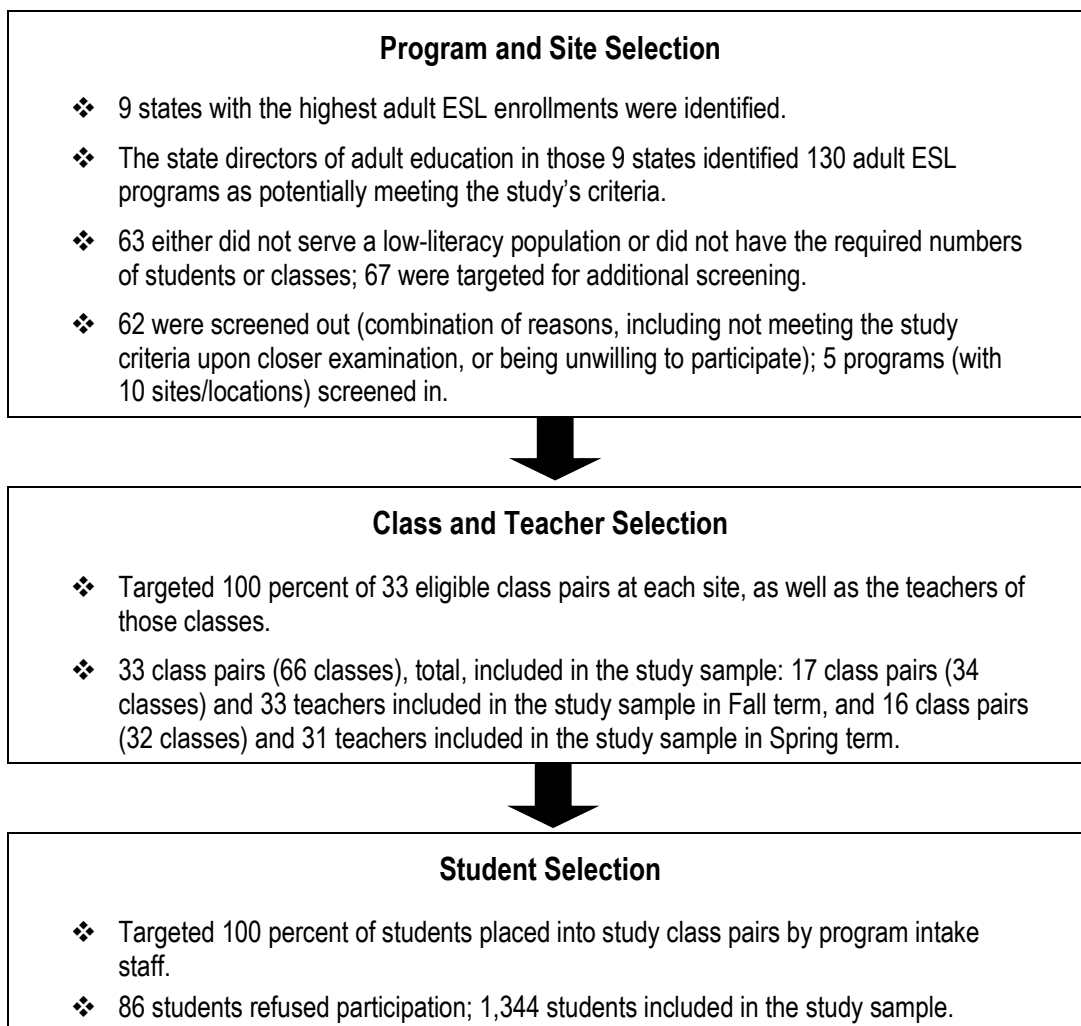 Program and Site Selection
❖ 9 states with the highest adult ESL enrollments were identified.
❖ The state directors of adult education in those 9 states identified 130 adult ESL
programs as potentially meeting the study’s criteria.
❖ 63 either did not serve a low-literacy population or did not have the required numbers
of students or classes; 67 were targeted for additional screening.
❖ 62 were screened out (combination of reasons, including not meeting the study
criteria upon closer examination, or being unwilling to participate); 5 programs (with
10 sites/locations) screened in.
Class and Teacher Selection
❖ Targeted 100 percent of 33 eligible class pairs at each site, as well as the teachers of
those classes.
❖ 33 class pairs (66 classes), total, included in the study sample: 17 class pairs (34
classes) and 33 teachers included in the study sample in Fall term, and 16 class pairs
(32 classes) and 31 teachers included in the study sample in Spring term.
Student Selection
❖ Targeted 100 percent of students placed into study class pairs by program intake
staff.
❖ 86 students refused participation; 1,344 students included in the study sample.